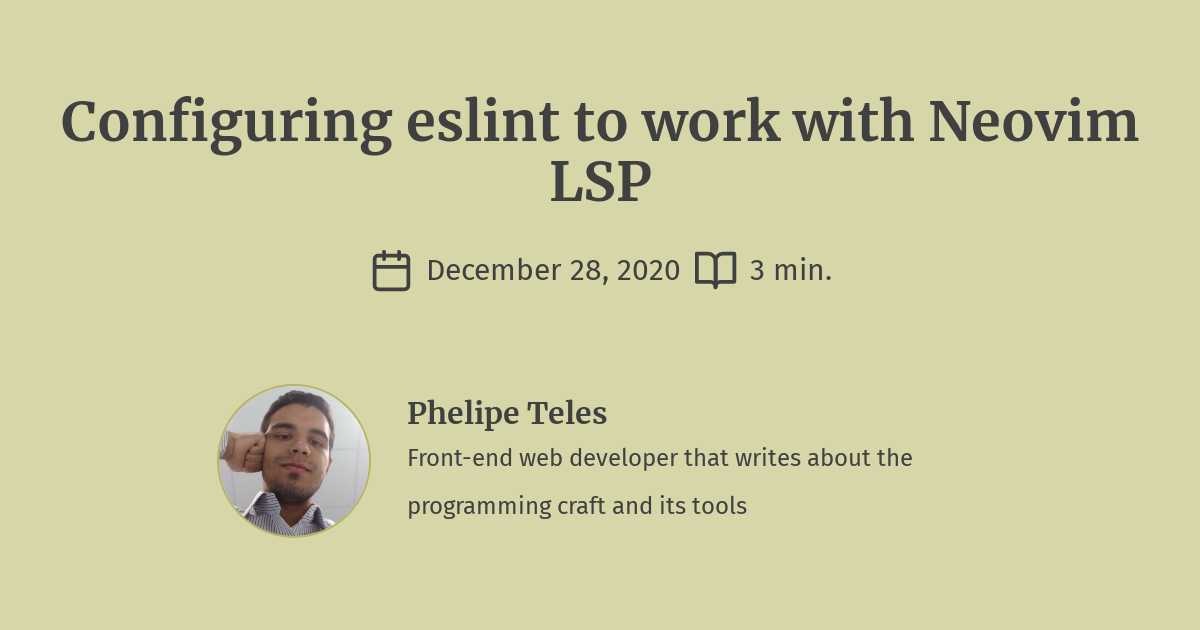 Configuring eslint to work with Neovim
LSP
December 28, 2020 3 min.
Phelipe Teles
Front-end web developer that writes about the
programming craft and its tools